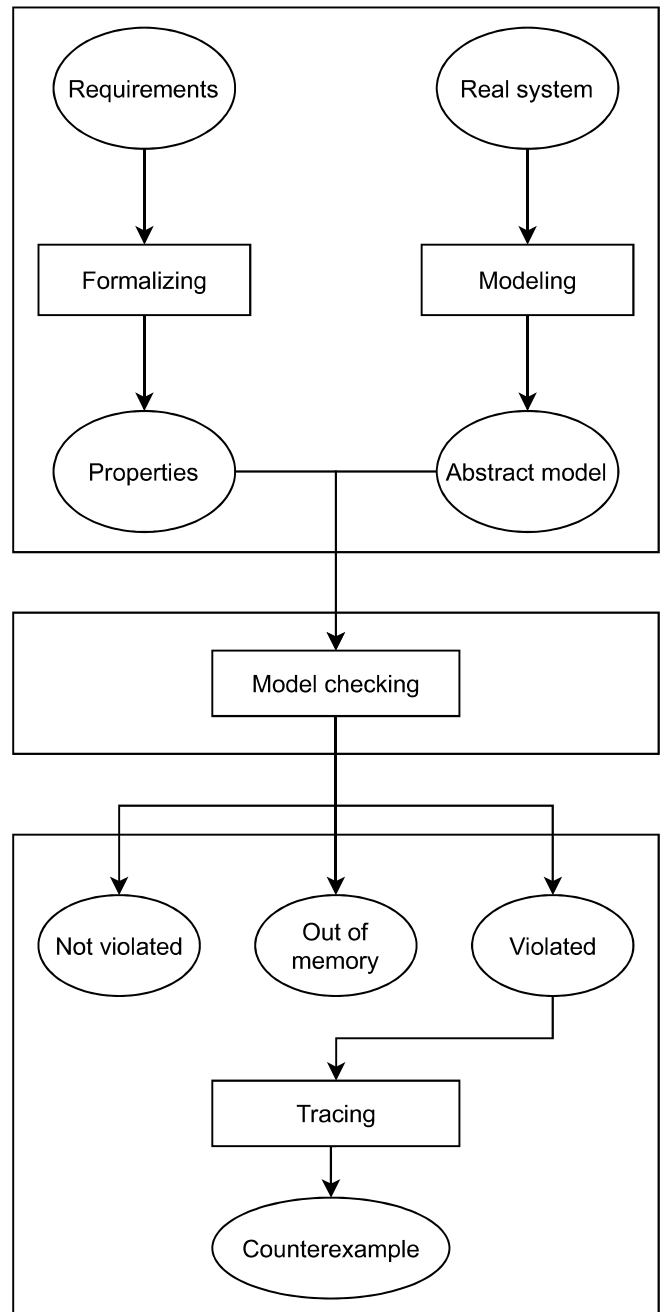 Requirements
Real system
Formalizing
Modeling
Properties
Abstract model
Model checking
Not violated
Out of
memory
Violated
Tracing
Counterexample